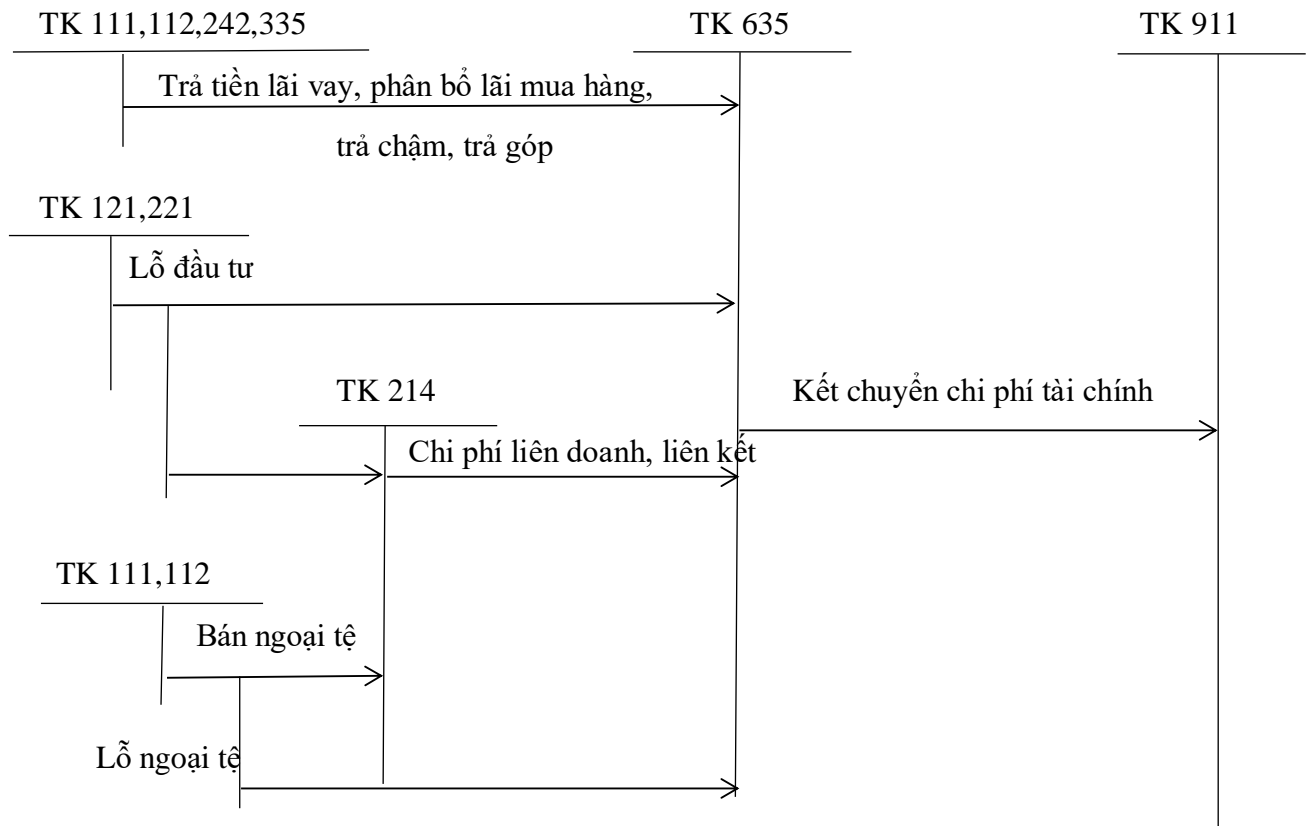 TK 111,112,242,335
TK 635
TK 911
Trả tiền lãi vay, phân bổ lãi mua hàng,
trả chậm, trả góp
TK 121,221
Lỗ đầu tư
TK 214
Kết chuyển chi phí tài chính
Chi phí liên doanh, liên kết
TK 111,112
Bán ngoại tệ
Lỗ ngoại tệ